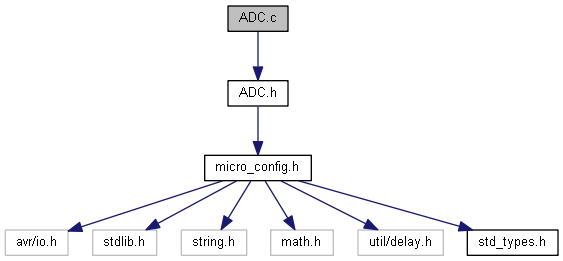 ADC.c
ADC.h
micro_config.h
avr/io.h
stdlib.h
string.h
math.h
util/delay.h
std_types.h